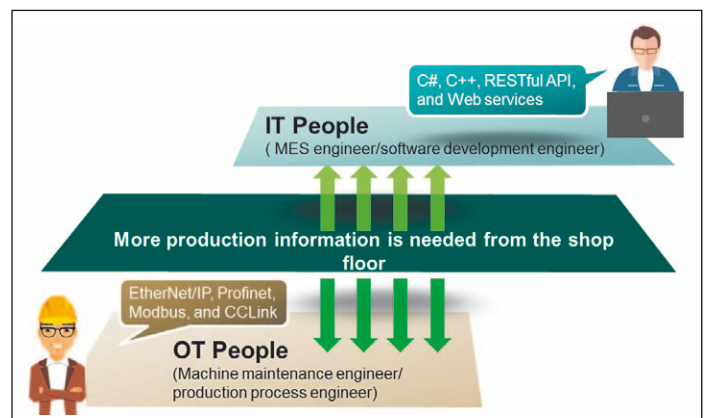 C#, C++, RESTful API,
and Web services
IT People
( MES engineer/software development engineer)
More production information is needed from the shop
floor
EtherNet/IP, Profinet,
Modbus, and CCLink
OT People
(Machine maintenance engineer/
production process engineer)